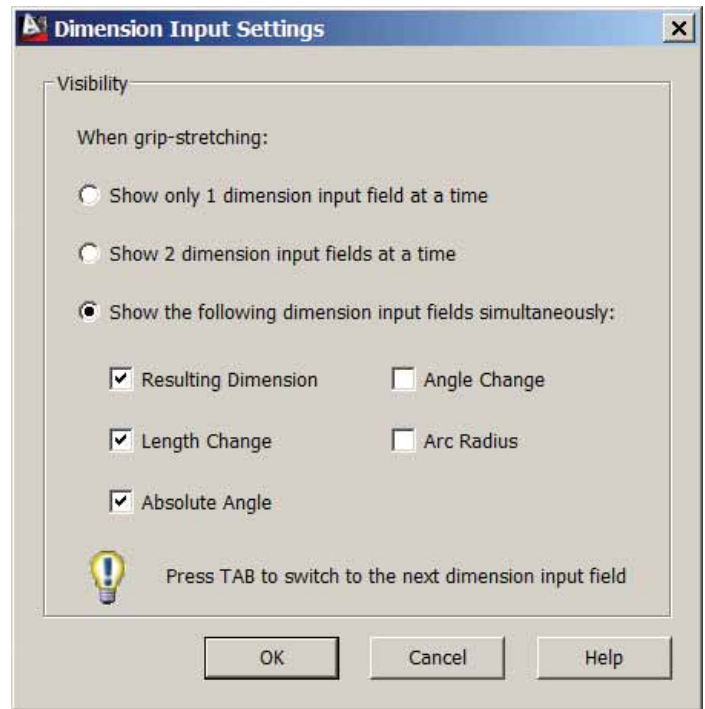 Dimension Input Settings
Visibility
When grip-stretching:
Show only 1 dimension input field at a time
Show 2 dimension input fields at a time
Show the following dimension input fields simultaneously:
Resulting Dimension
Angle Change
Length Change
Arc Radius
Absolute Angle
Press TAB to switch to the next dimension input field
OK
Cancel
Help